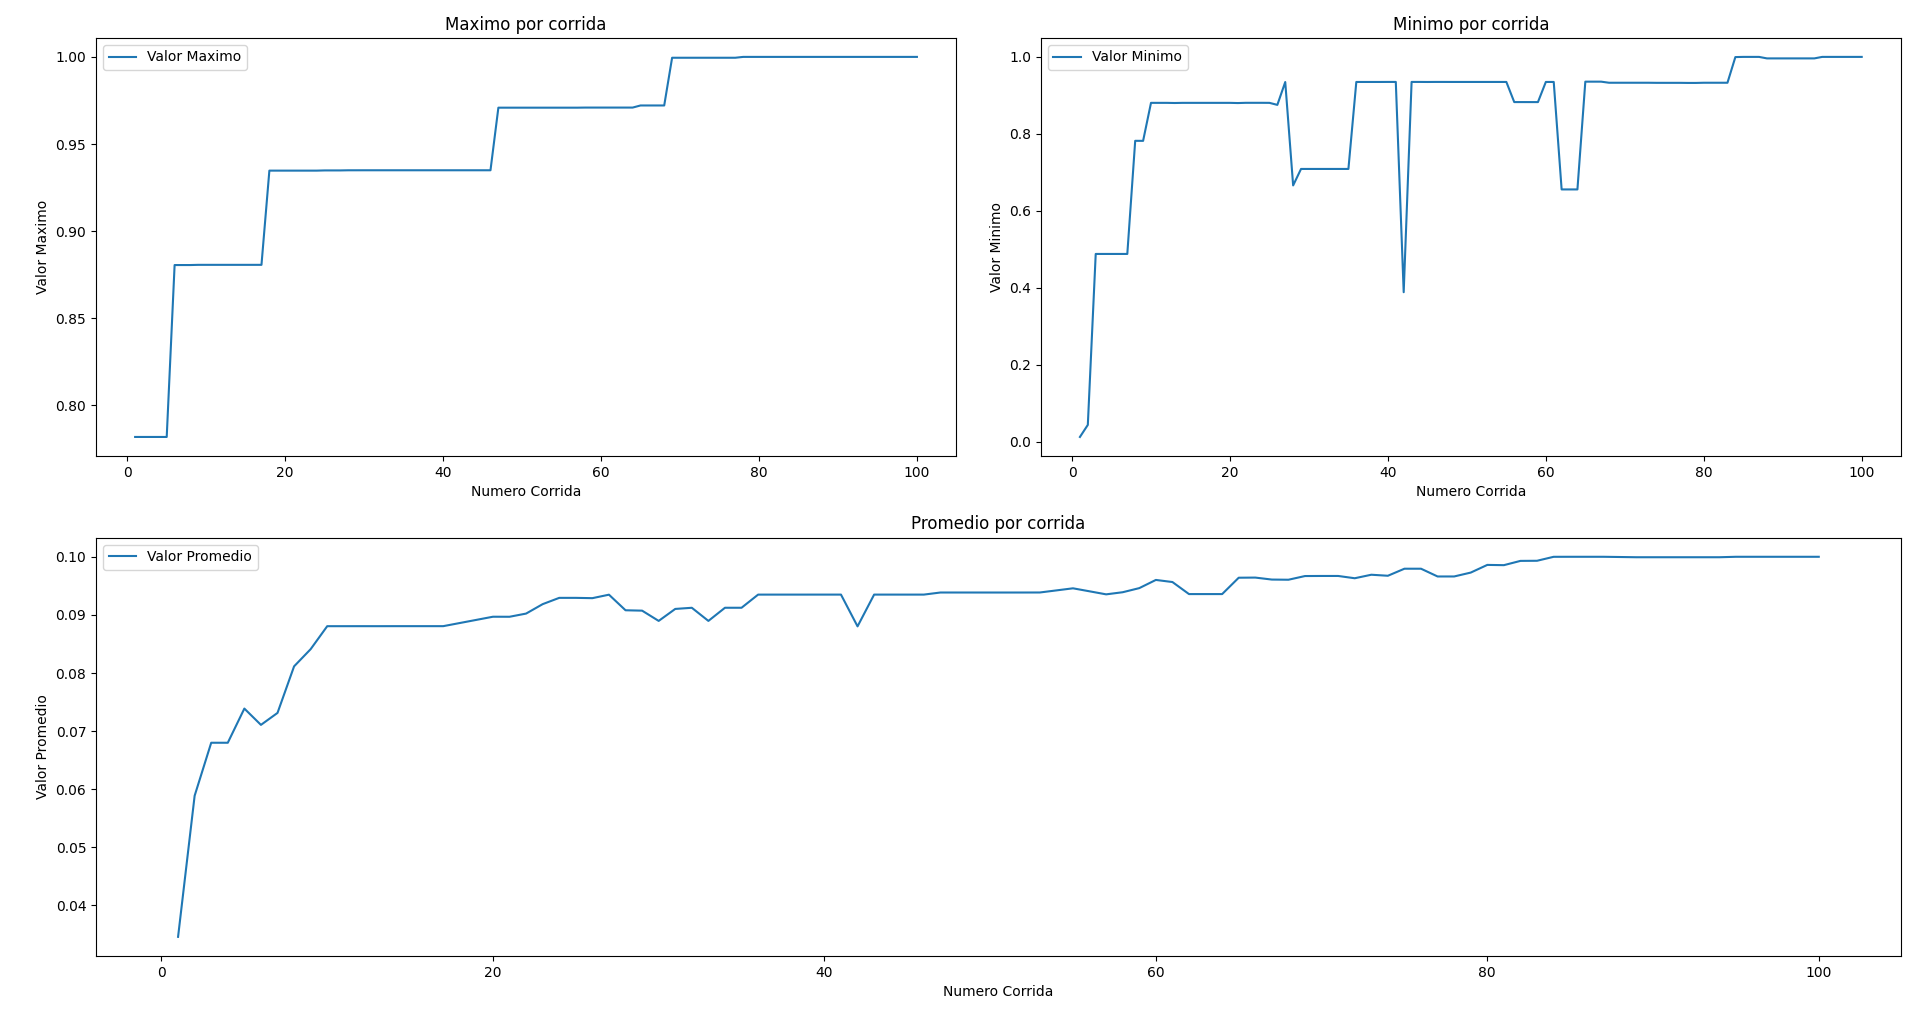 Maximo por corrida
Valor Maximo
1.00
0.95
0.90
0.85
0.80
Valor Maximo
0 20 40 60 80 100
Numero Corrida
Minimo por corrida
Valor Minimo
1.0
0.8
0.6
0.4
0.2
0.0
Valor Minimo
0 20 40 60 80 100
Numero Corrida
Promedio por corrida
Valor Promedio
0.10
0.09
0.08
0.07
0.06
0.05
0.04
Valor Promedio
0 20 40 60 80 100
Numero Corrida